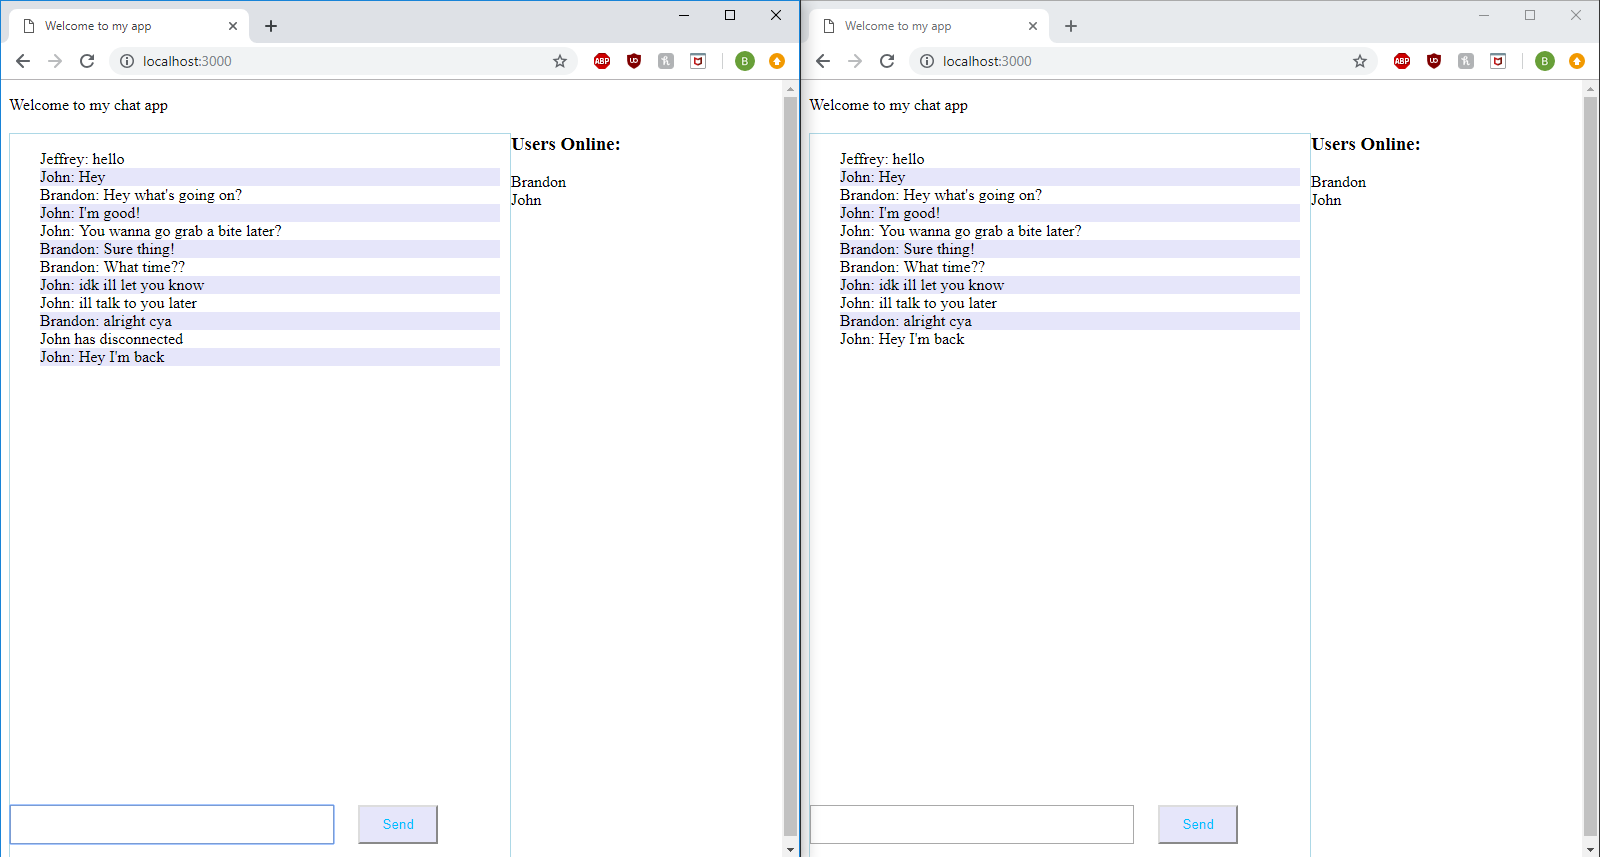 Welcome to my app
localhost:3000
ABP
UD
B
Welcome to my chat app
Jeffrey: hello
John: Hey
Brandon: Hey what's going on?
John: I'm good!
John: You wanna go grab a bite later?
Brandon: Sure thing!
Brandon: What time??
John: idk ill let you know
John: ill talk to you later
Brandon: alright cya
John has disconnected
John: Hey I'm back
Users Online:
Brandon
John
Send
Welcome to my app
localhost:3000
ABP
UD
B
Welcome to my chat app
Jeffrey: hello
John: Hey
Brandon: Hey what's going on?
John: I'm good!
John: You wanna go grab a bite later?
Brandon: Sure thing!
Brandon: What time??
John: idk ill let you know
John: ill talk to you later
Brandon: alright cya
John: Hey I'm back
Users Online:
Brandon
John
Send